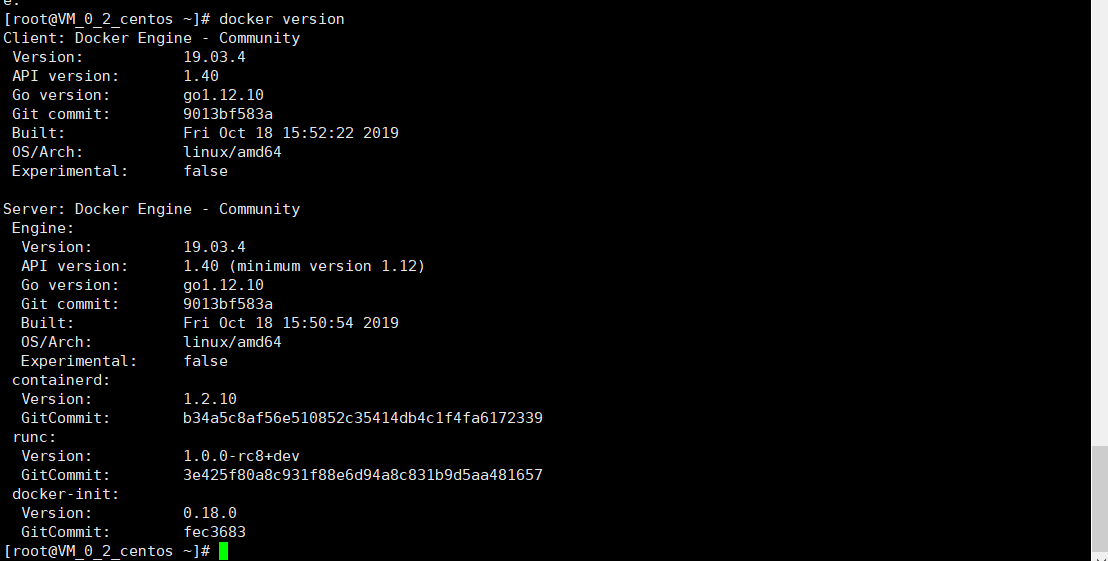 e.
[root@VM_0_2_centos ~]# docker version
Client: Docker Engine - Community
 Version:           19.03.4
 API version:       1.40
 Go version:        go1.12.10
 Git commit:        9013bf583a
 Built:             Fri Oct 18 15:52:22 2019
 OS/Arch:           linux/amd64
 Experimental:      false

Server: Docker Engine - Community
 Engine:
  Version:          19.03.4
  API version:      1.40 (minimum version 1.12)
  Go version:       go1.12.10
  Git commit:       9013bf583a
  Built:            Fri Oct 18 15:50:54 2019
  OS/Arch:          linux/amd64
  Experimental:     false
 containerd:
  Version:          1.2.10
  GitCommit:        b34a5c8af56e510852c35414db4c1f4fa6172339
 runc:
  Version:          1.0.0-rc8+dev
  GitCommit:        3e425f80a8c931f88e6d94a8c831b9d5aa481657
 docker-init:
  Version:          0.18.0
  GitCommit:        fec3683
[root@VM_0_2_centos ~]#